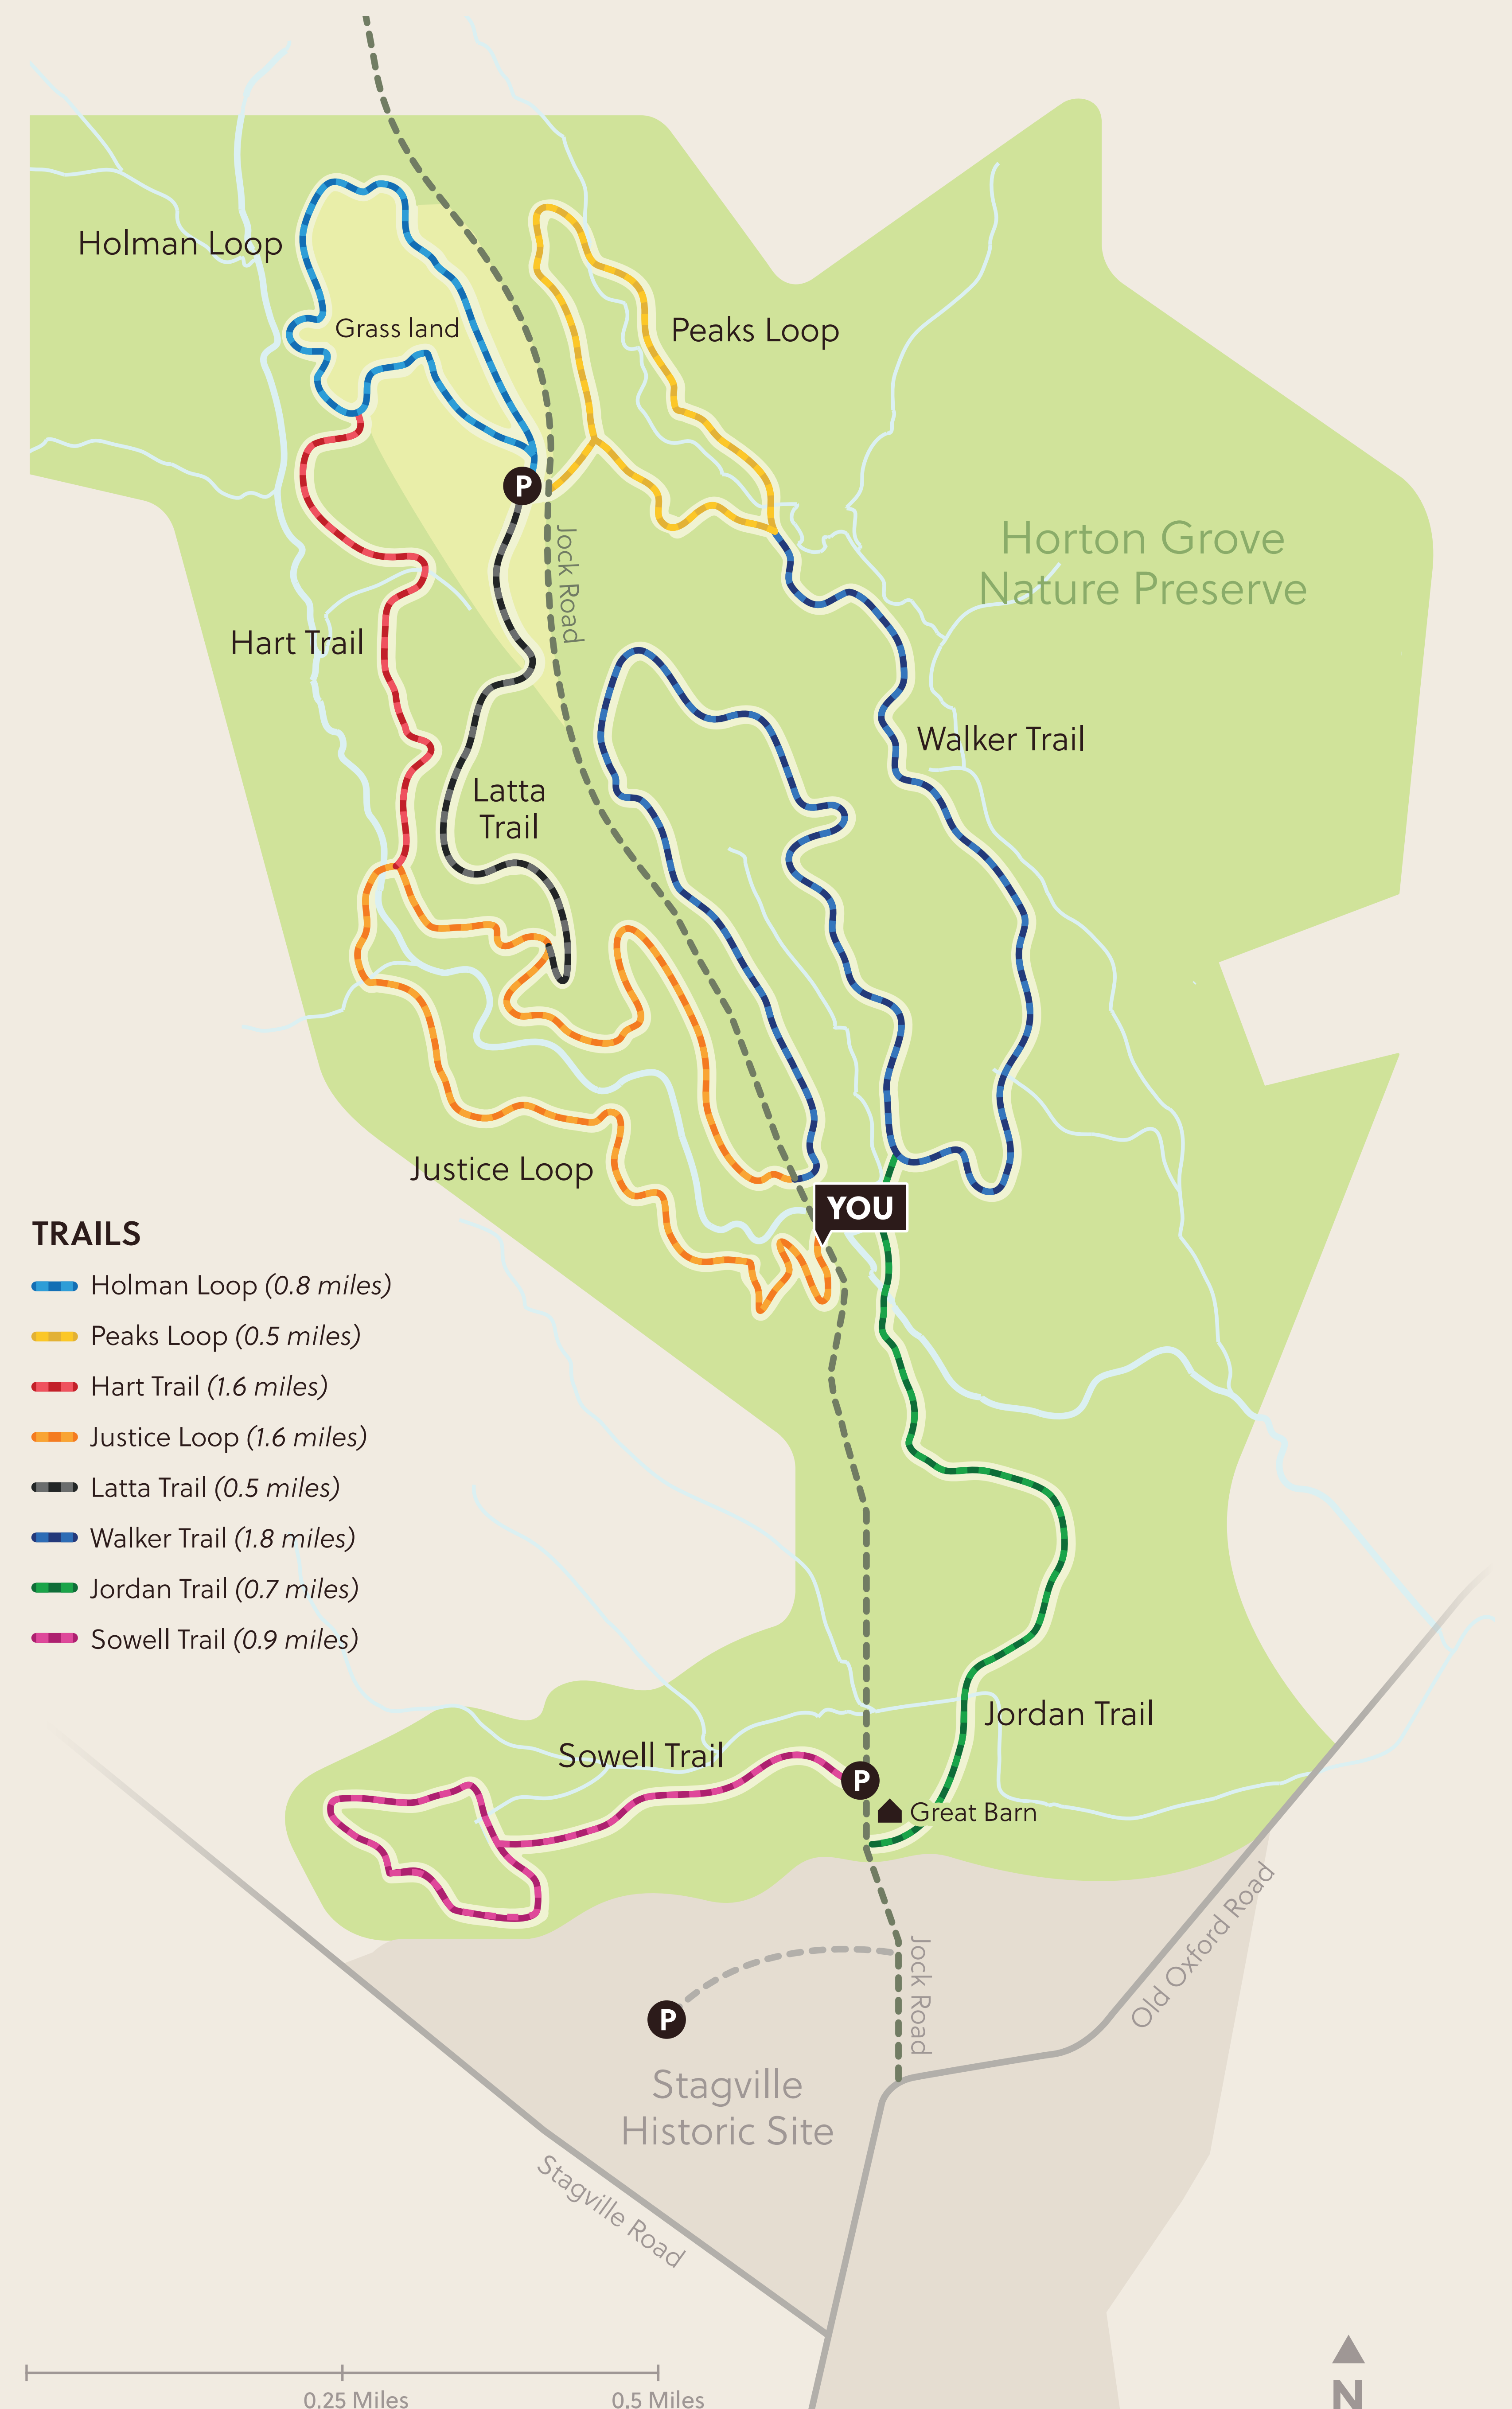 Holman Loop
Grass land
Peaks Loop
P
Jock Road
Horton Grove
Nature Preserve
Hart Trail
Walker Trail
Latta
Trail
Justice Loop
YOU
TRAILS
Holman Loop (0.8 miles)
Peaks Loop (0.5 miles)
Hart Trail (1.6 miles)
Justice Loop (1.6 miles)
Latta Trail (0.5 miles)
Walker Trail (1.8 miles)
Jordan Trail (0.7 miles)
Sowell Trail (0.9 miles)
Jordan Trail
Sowell Trail
P
Great Barn
Old Oxford Road
Jock Road
P
Stagville
Historic Site
Stagville Road
0.25 Miles
0.5 Miles
N